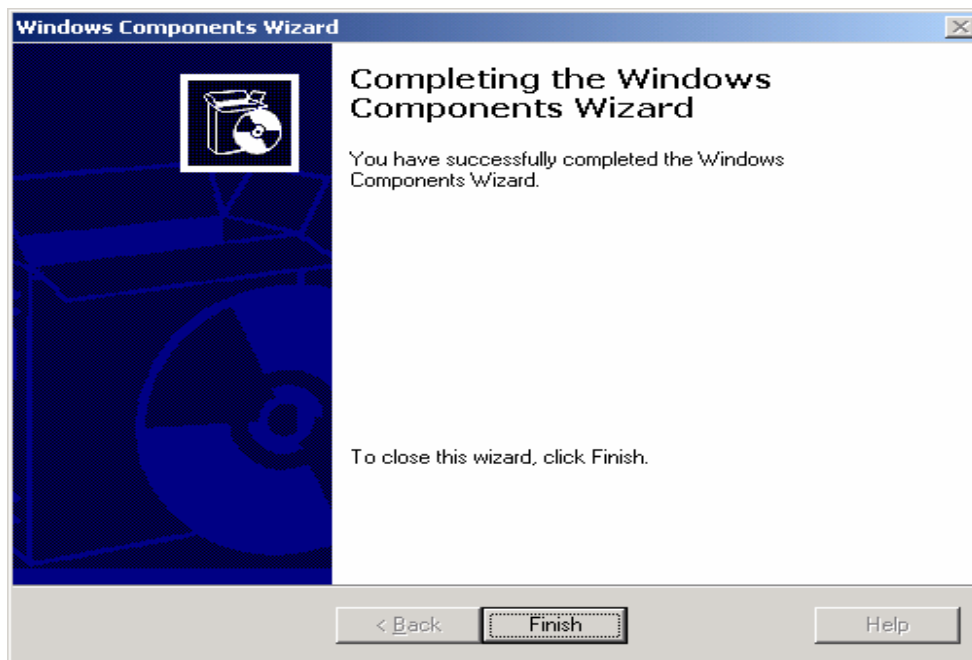 Windows Components Wizard
Completing the Windows
Components Wizard
You have successfully completed the Windows
Components Wizard.
To close this wizard, click Finish.
< Back Finish Help